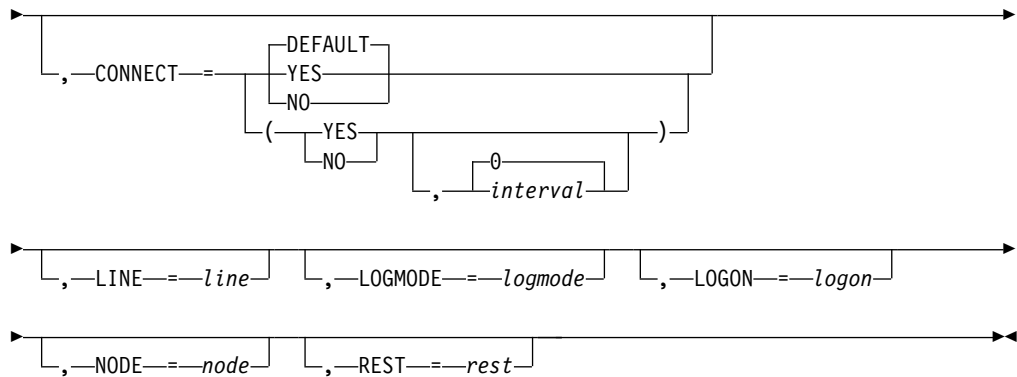 DEFAULT
, CONNECT = YES
NO
( YES )
NO 0
, interval
, LINE = line , LOGMODE = logmode , LOGON = logon
, NODE = node , REST = rest